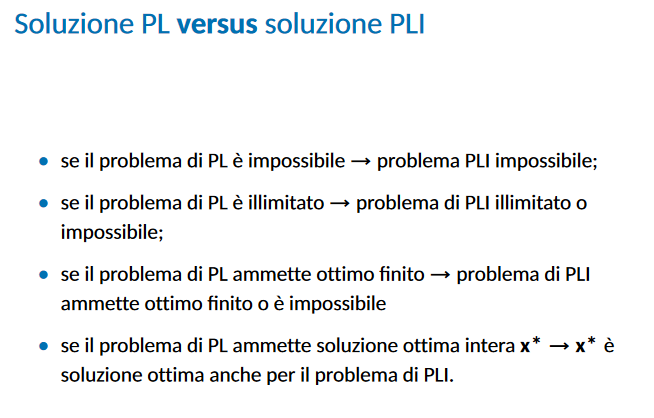 Soluzione PL versus soluzione PLI
• se il problema di PL è impossibile → problema PLI impossibile;
• se il problema di PL è illimitato → problema di PLI illimitato o
impossibile;
• se il problema di PL ammette ottimo finito → problema di PLI
ammette ottimo finito o è impossibile
• se il problema di PL ammette soluzione ottima intera x* → x* è
soluzione ottima anche per il problema di PLI.